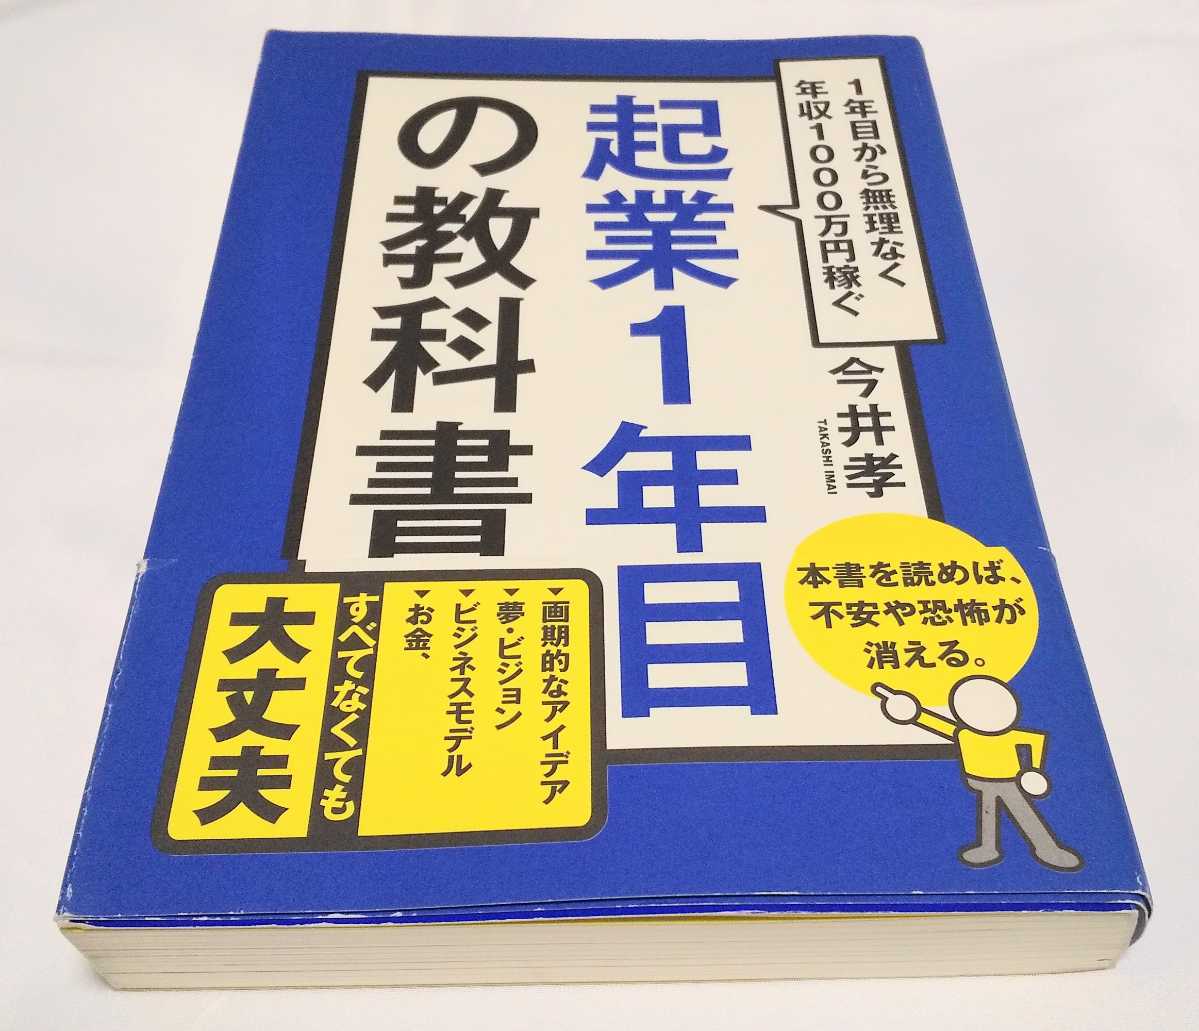 1年目から無理なく
年収1000万円稼ぐ
起業1年目
の教科書
今井孝
TAKASHI IMAI
本書を読めば、
不安や恐怖が
消える。
▼画期的なアイデア
▼夢・ビジョン
▼ビジネスモデル
▼お金、
すべてなくても
大丈夫